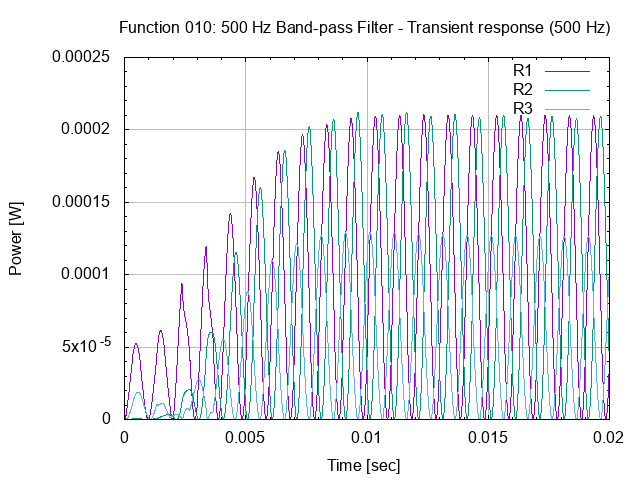 Function 010: 500 Hz Band-pass Filter - Transient response (500 Hz)
0.00025
R1
R2
R3
0.0002
0.00015
Power [W]
0.0001
5x10-5
0
0 0.005 0.01 0.015 0.02
Time [sec]